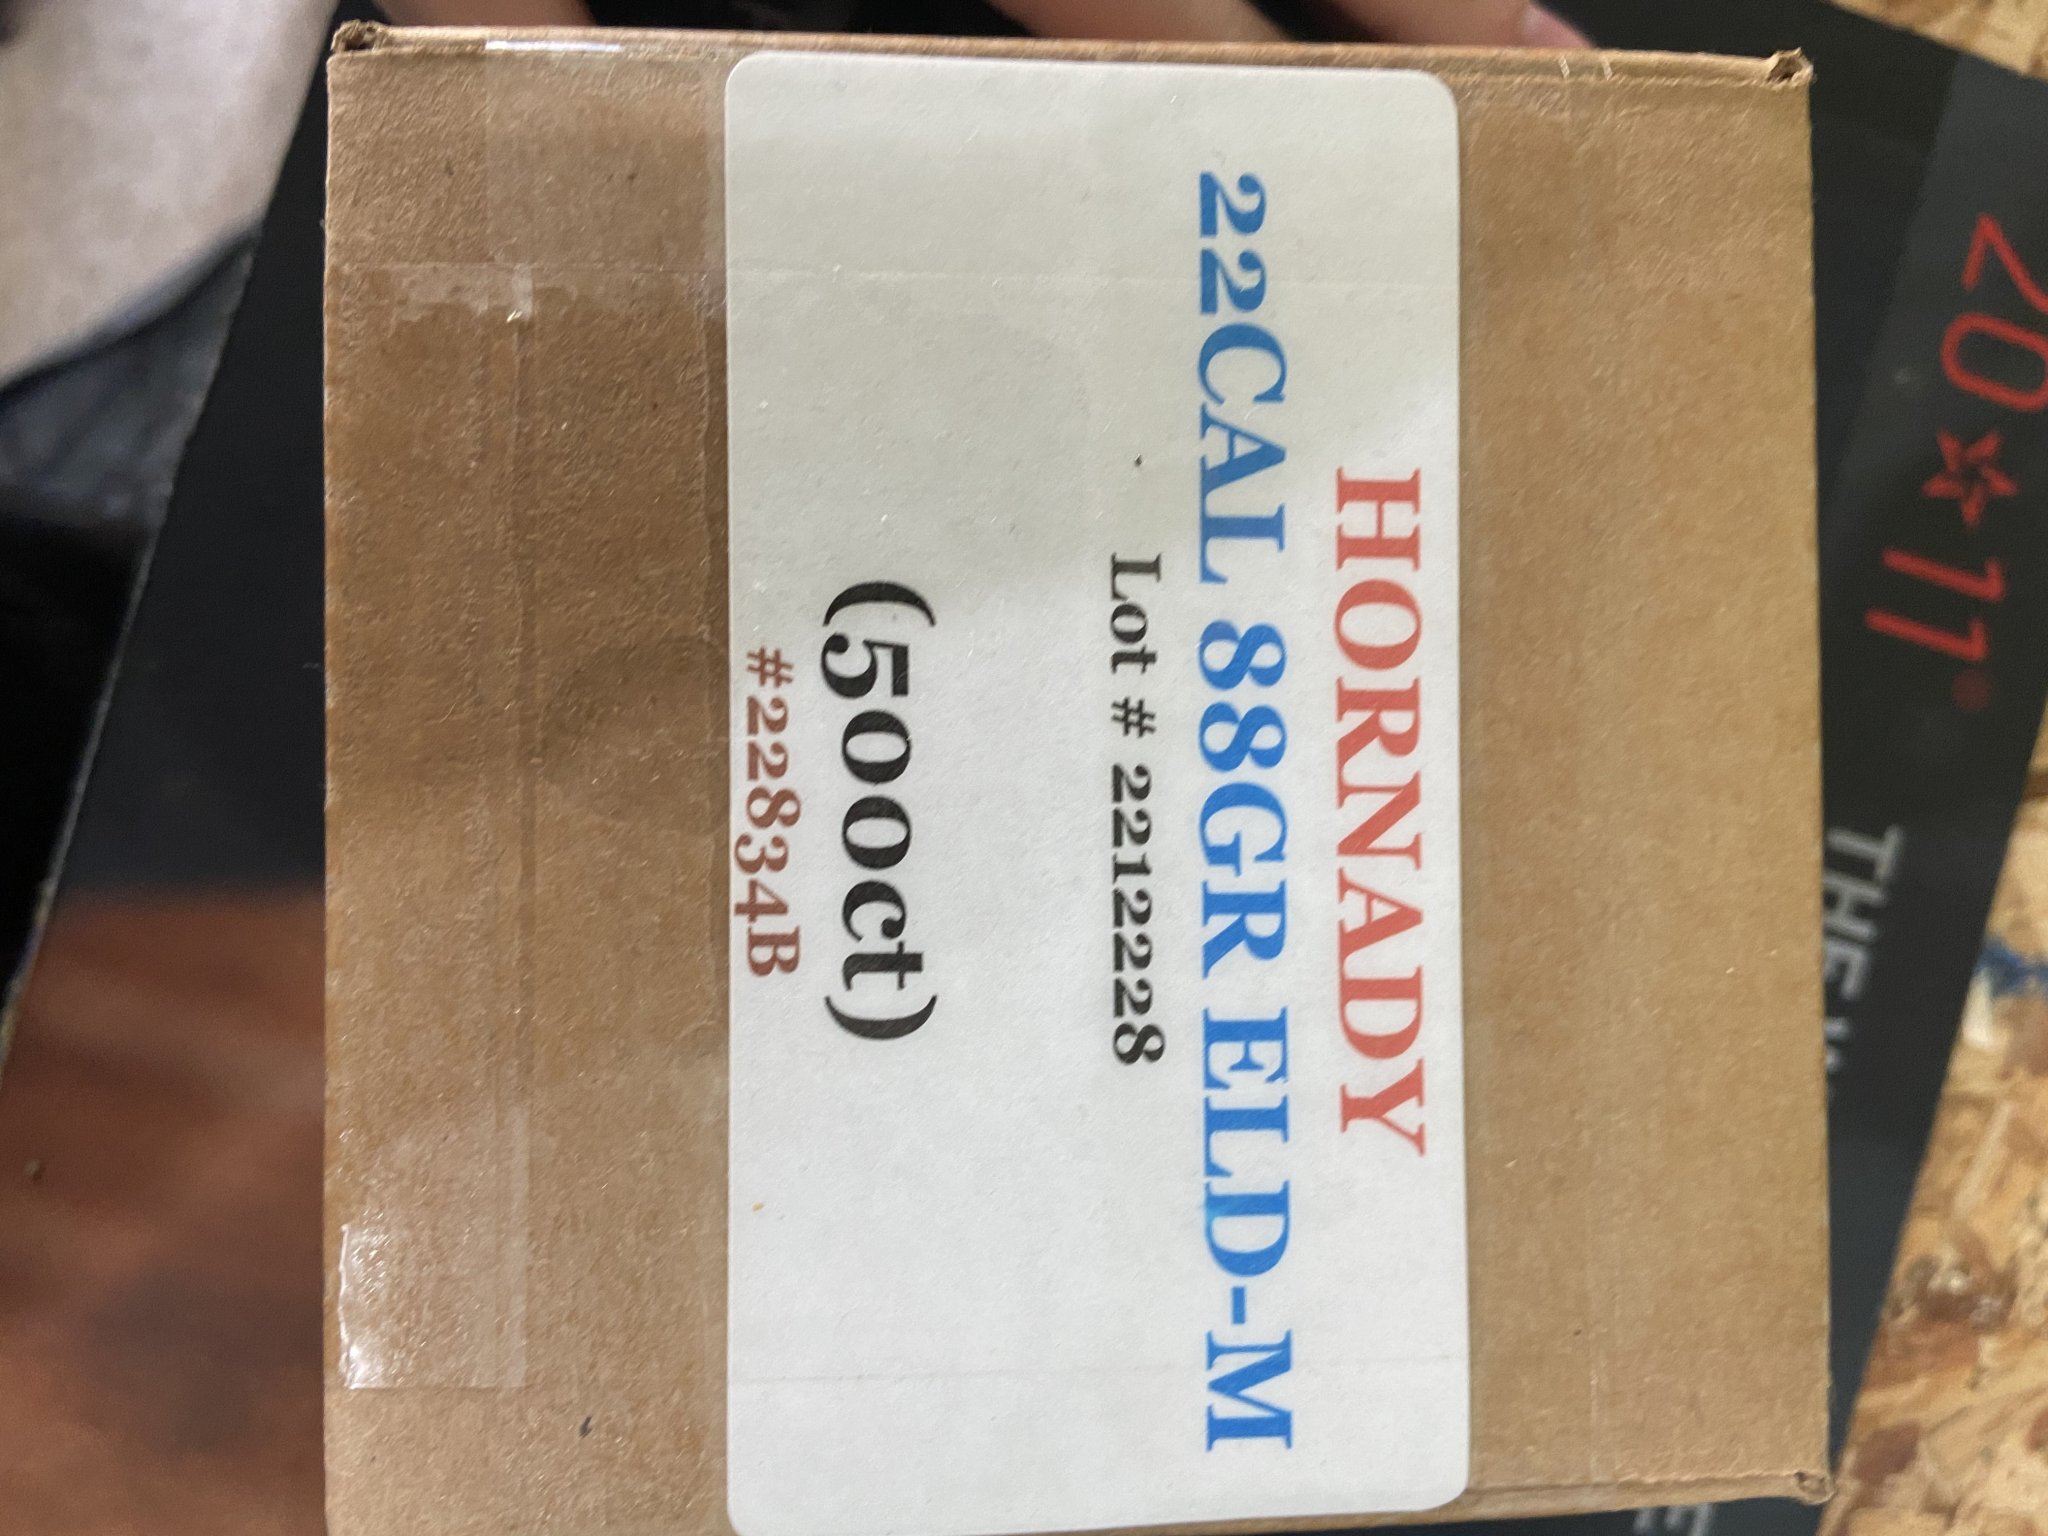 HORNADY
22CAL 88GR ELD-M
Lot # 2212228
(500ct)
#22834B
20★11®
THE